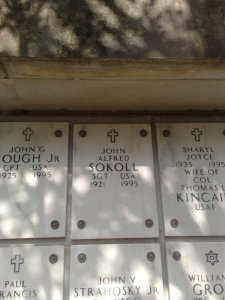 JOHN G
OUGH JR
CPT USA
1925 1995
JOHN
ALFRED
SOKOLL
SGT USA
1921 1995
SHARYL
JOYCE
1935 1995
WIFE OF
COL
THOMAS L
KINCAI
USAF
PAUL
RANCIS
JOHN V
STRAHOSKY JR
WILLIAM
GRO